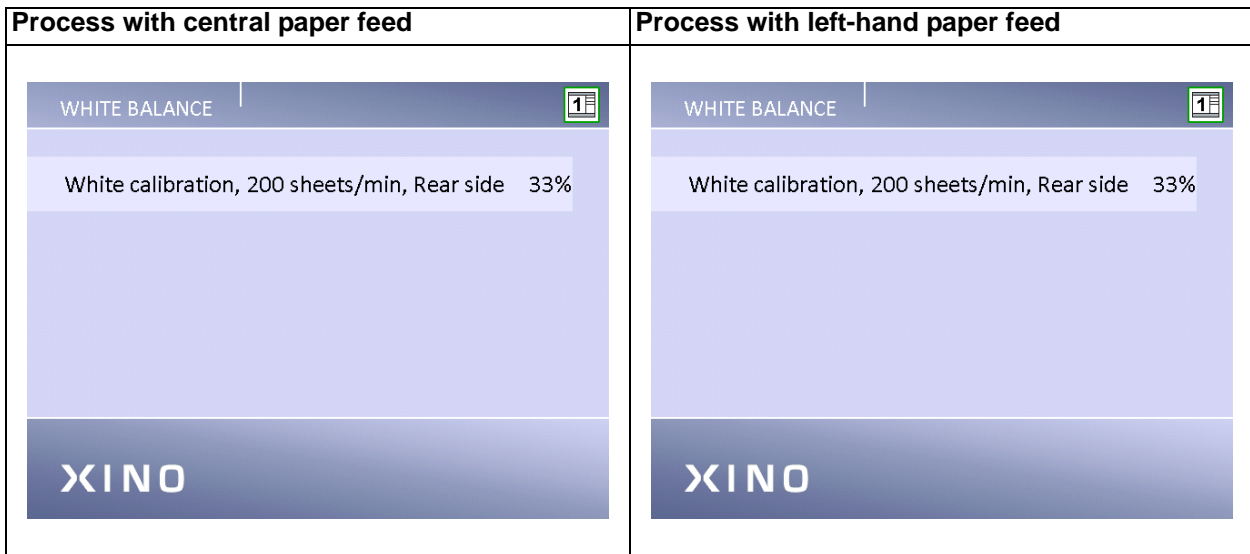 Process with central paper feed
Process with left-hand paper feed
WHITE BALANCE
1
White calibration, 200 sheets/min, Rear side 33%
XINO
WHITE BALANCE
1
White calibration, 200 sheets/min, Rear side 33%
XINO